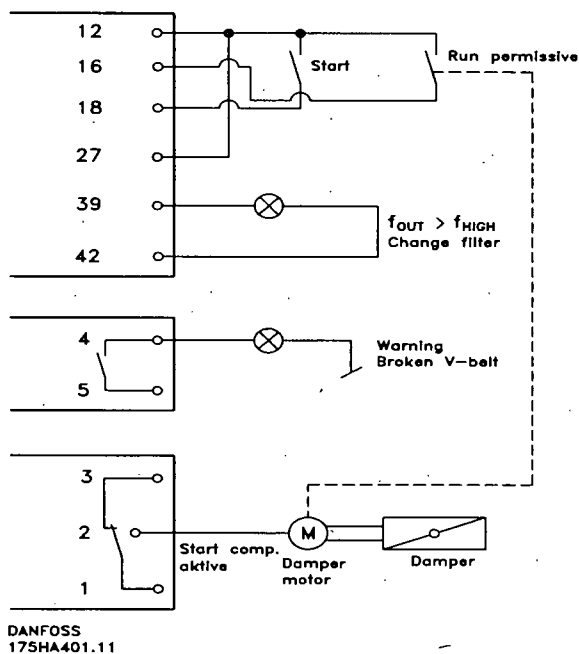 12
16
Start
Run permissive
18
27
39
fOUT > fHIGH
Change filter
42
4
Warning
Broken V-belt
5
3
2
M
Start comp.
aktive
Damper
motor
Damper
1
DANFOSS
175HA401.11